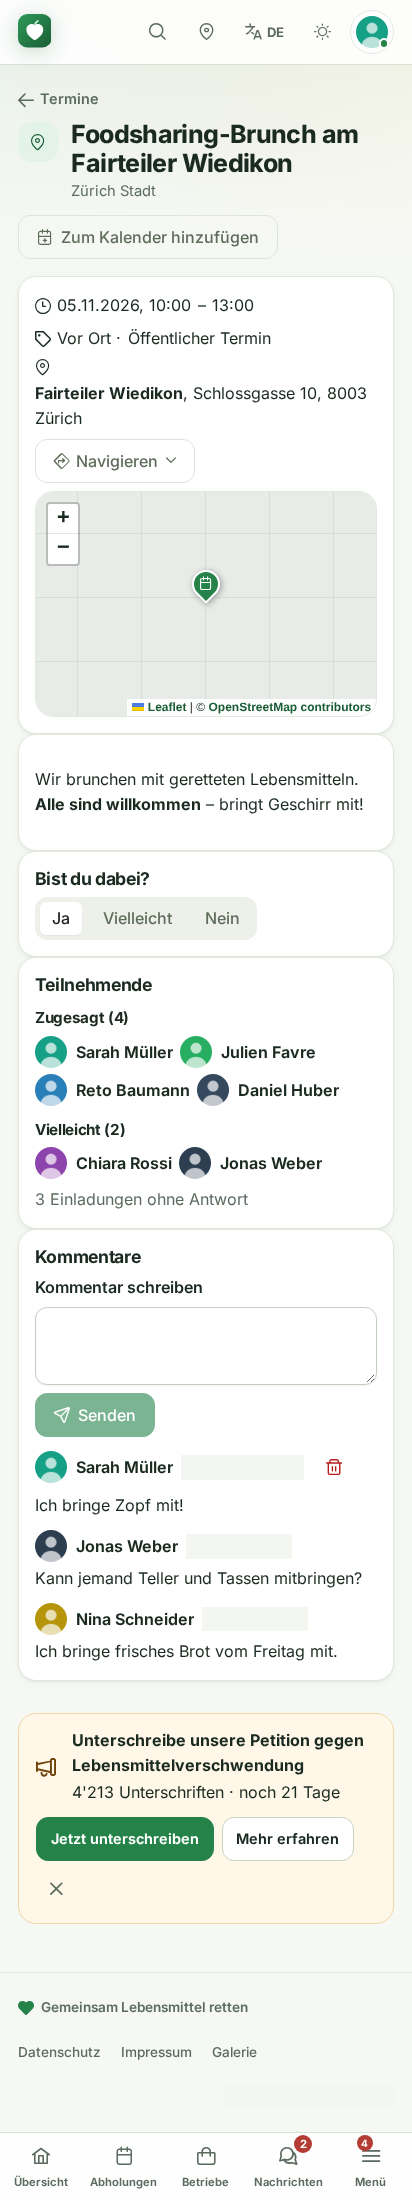 DE
Termine
Foodsharing-Brunch am
Fairteiler Wiedikon
Zürich Stadt
Zum Kalender hinzufügen
05.11.2026, 10:00 – 13:00
Vor Ort · Öffentlicher Termin
Fairteiler Wiedikon, Schlossgasse 10, 8003
Zürich
Navigieren
+
−
Leaflet | © OpenStreetMap contributors
Wir brunchen mit geretteten Lebensmitteln.
Alle sind willkommen – bringt Geschirr mit!
Bist du dabei?
Ja Vielleicht Nein
Teilnehmende
Zugesagt (4)
Sarah Müller Julien Favre
Reto Baumann Daniel Huber
Vielleicht (2)
Chiara Rossi Jonas Weber
3 Einladungen ohne Antwort
Kommentare
Kommentar schreiben
Senden
Sarah Müller
Ich bringe Zopf mit!
Jonas Weber
Kann jemand Teller und Tassen mitbringen?
Nina Schneider
Ich bringe frisches Brot vom Freitag mit.
Unterschreibe unsere Petition gegen
Lebensmittelverschwendung
4'213 Unterschriften · noch 21 Tage
Jetzt unterschreiben Mehr erfahren
Gemeinsam Lebensmittel retten
Datenschutz Impressum Galerie
2 4
Übersicht Abholungen Betriebe Nachrichten Menü